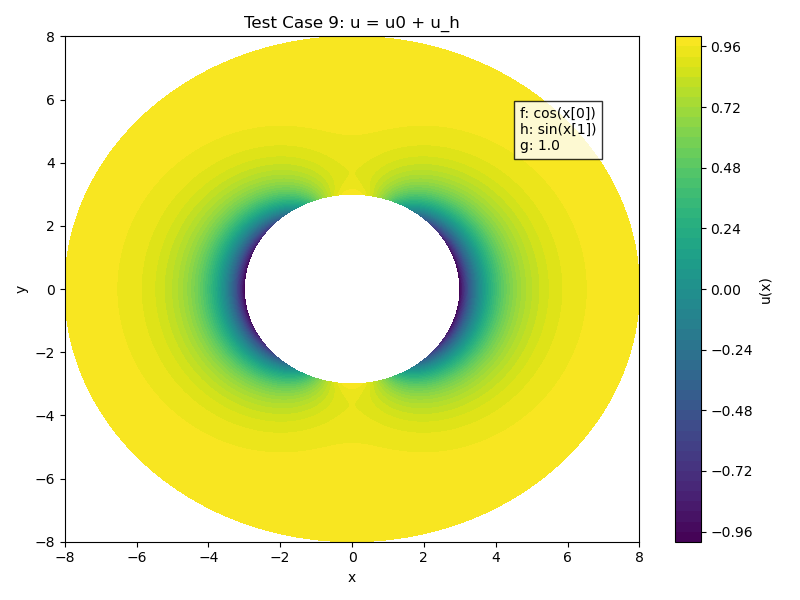 Test Case 9: u = u0 + u_h
f: cos(x[0])
h: sin(x[1])
g: 1.0
8
6
4
2
0
−2
−4
−6
−8
y
−8 −6 −4 −2 0 2 4 6 8
x
0.96
0.72
0.48
0.24
0.00
−0.24
−0.48
−0.72
−0.96
u(x)